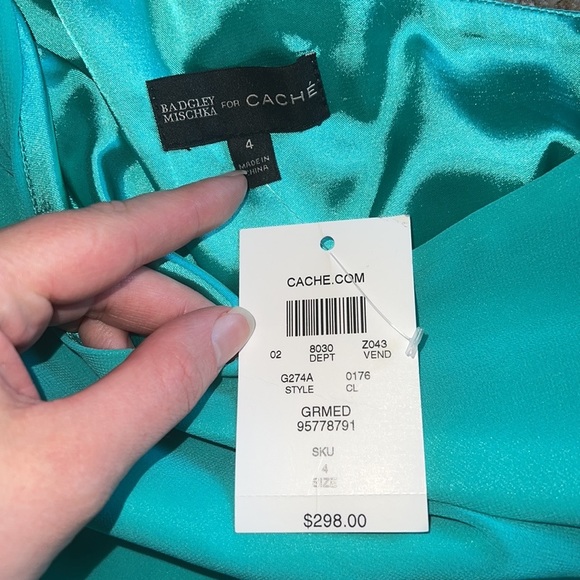 BADGLEY MISCHKA FOR CACHÉ
4
MADE IN
CHINA
CACHE.COM
02 8030 Z043
DEPT VEND
G274A 0176
STYLE CL
GRMED
95778791
SKU
4
SIZE
$298.00